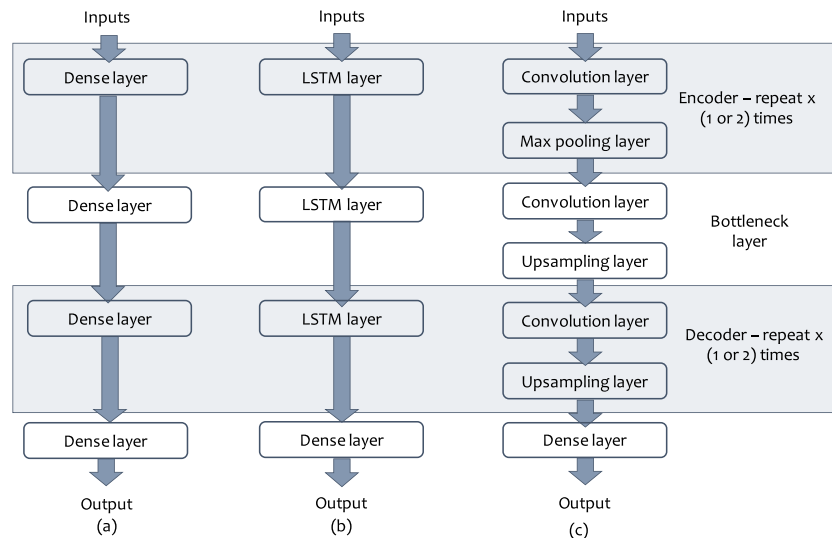 Inputs
Inputs
Inputs
Dense layer
LSTM layer
Convolution layer
Encoder – repeat x
(1 or 2) times
Max pooling layer
Dense layer
LSTM layer
Convolution layer
Bottleneck
layer
Upsampling layer
Dense layer
LSTM layer
Convolution layer
Decoder – repeat x
(1 or 2) times
Upsampling layer
Dense layer
Dense layer
Dense layer
Output
Output
Output
(a)
(b)
(c)